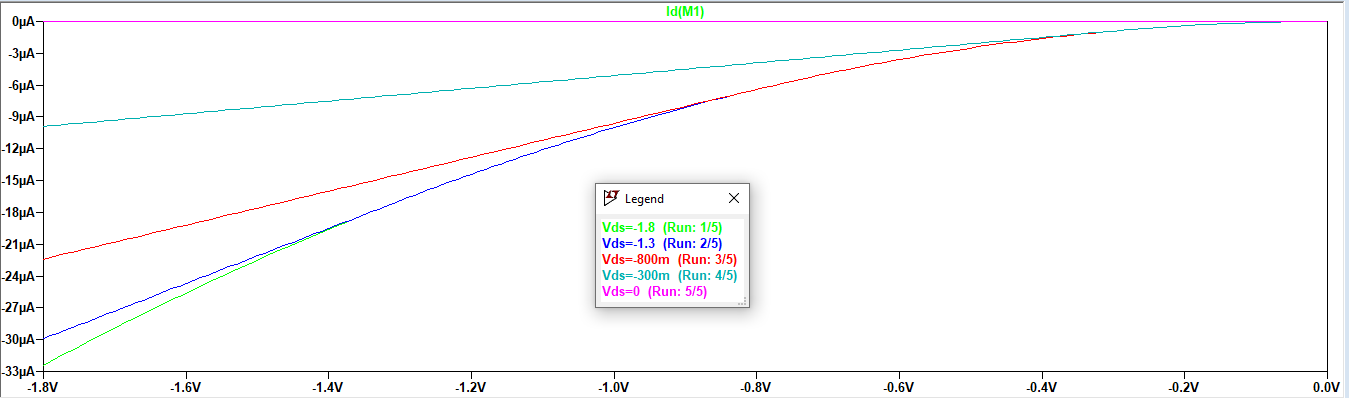 Id(M1)
0µA
-3µA
-6µA
-9µA
-12µA
-15µA
-18µA
-21µA
-24µA
-27µA
-30µA
-33µA
Legend
Vds=-1.8 (Run: 1/5)
Vds=-1.3 (Run: 2/5)
Vds=-800m (Run: 3/5)
Vds=-300m (Run: 4/5)
Vds=0 (Run: 5/5)
-1.8V -1.6V -1.4V -1.2V -1.0V -0.8V -0.6V -0.4V -0.2V 0.0V